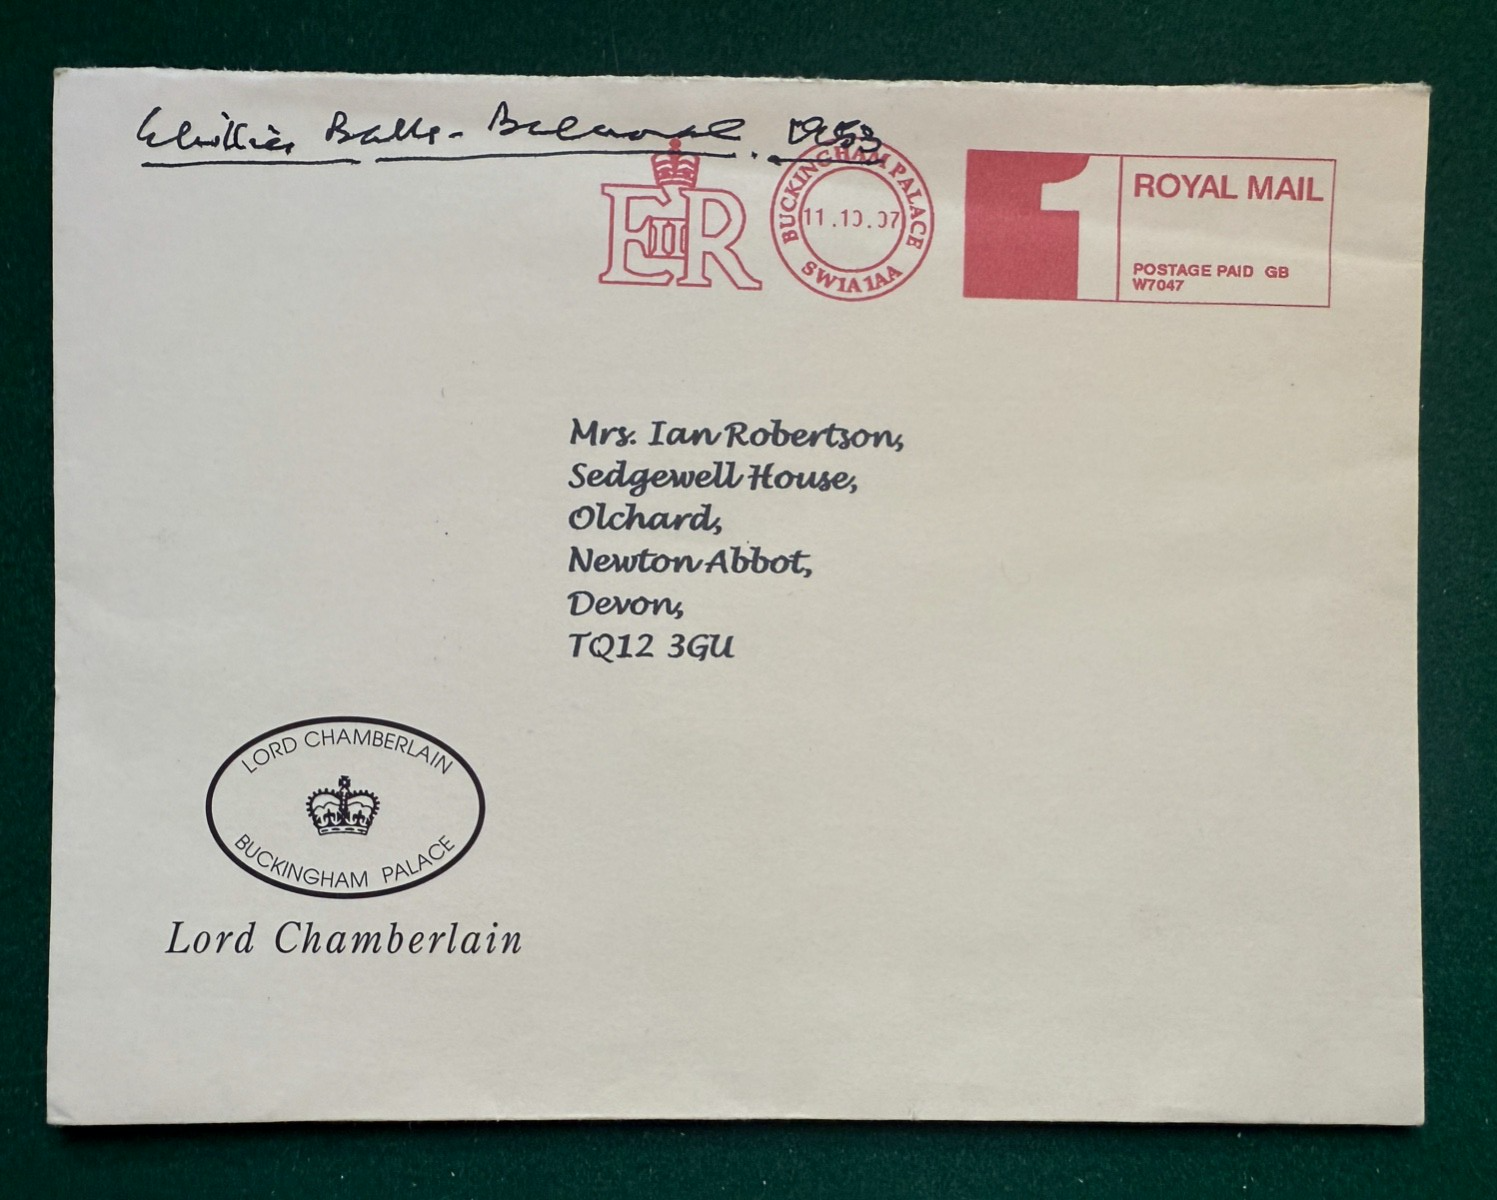 Ghillies Balls - Balmoral. 1953
EIIR
BUCKINGHAM PALACE
11.10.07
SW1A 1AA
1
ROYAL MAIL
POSTAGE PAID GB
W7047
Mrs. Ian Robertson,
Sedgewell House,
Olchard,
Newton Abbot,
Devon,
TQ12 3GU
LORD CHAMBERLAIN
BUCKINGHAM PALACE
Lord Chamberlain